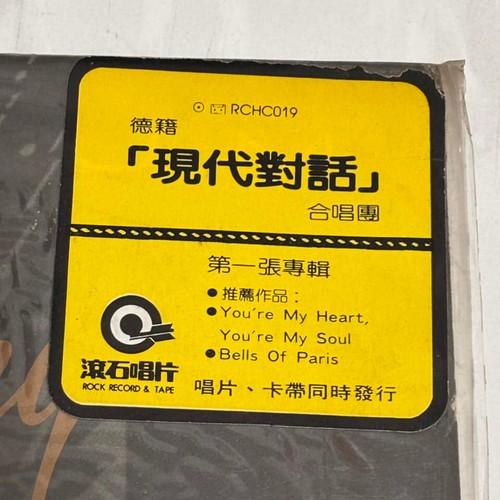 RCHC019
德籍
「現代對話」
合唱團
第一張專輯
●推薦作品：
●You're My Heart,
You're My Soul
●Bells Of Paris
滾石唱片
ROCK RECORD & TAPE
唱片、卡帶同時發行